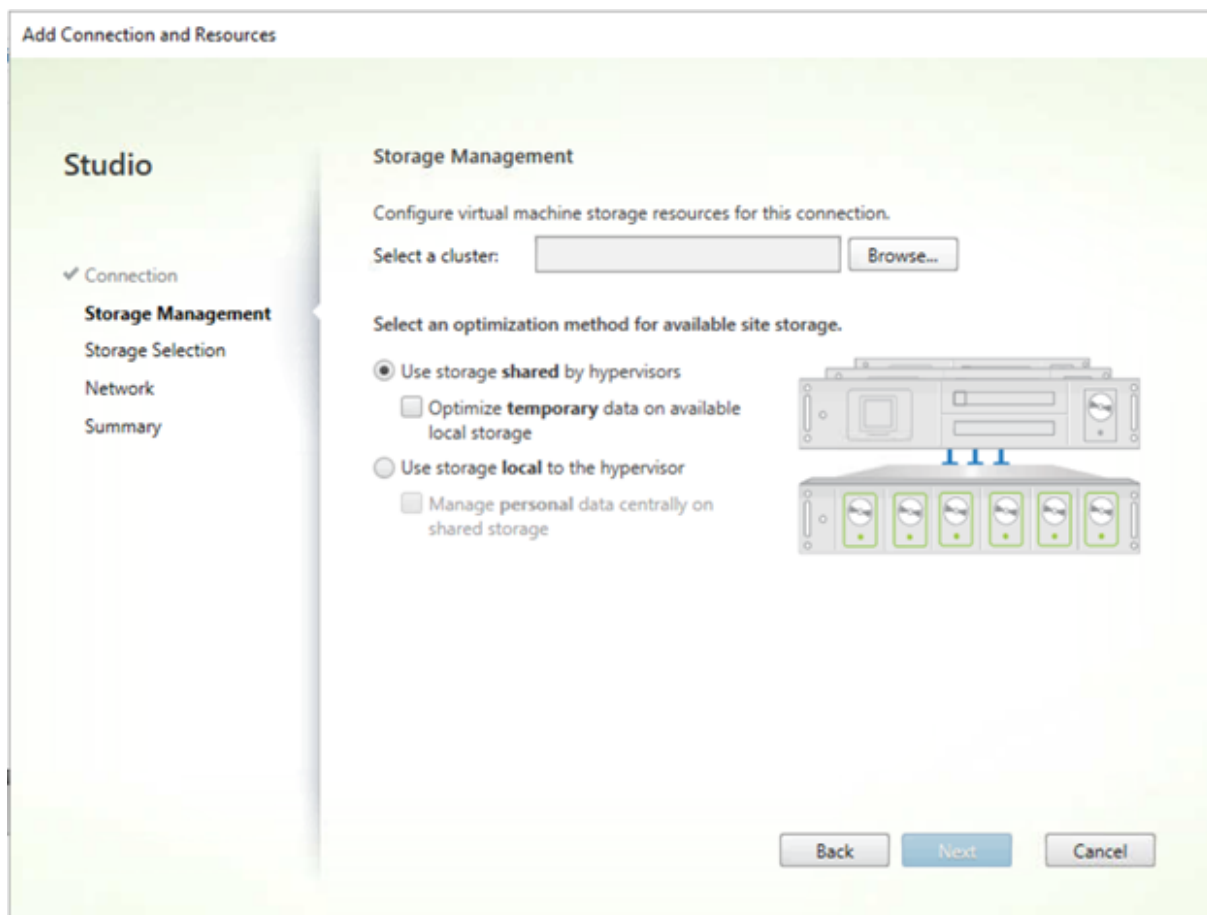 Add Connection and Resources
Studio
Connection
Storage Management
Storage Selection
Network
Summary
Storage Management
Configure virtual machine storage resources for this connection.
Select a cluster:
Browse...
Select an optimization method for available site storage.
Use storage shared by hypervisors
Optimize temporary data on available
local storage
Use storage local to the hypervisor
Manage personal data centrally on
shared storage
Back
Next
Cancel